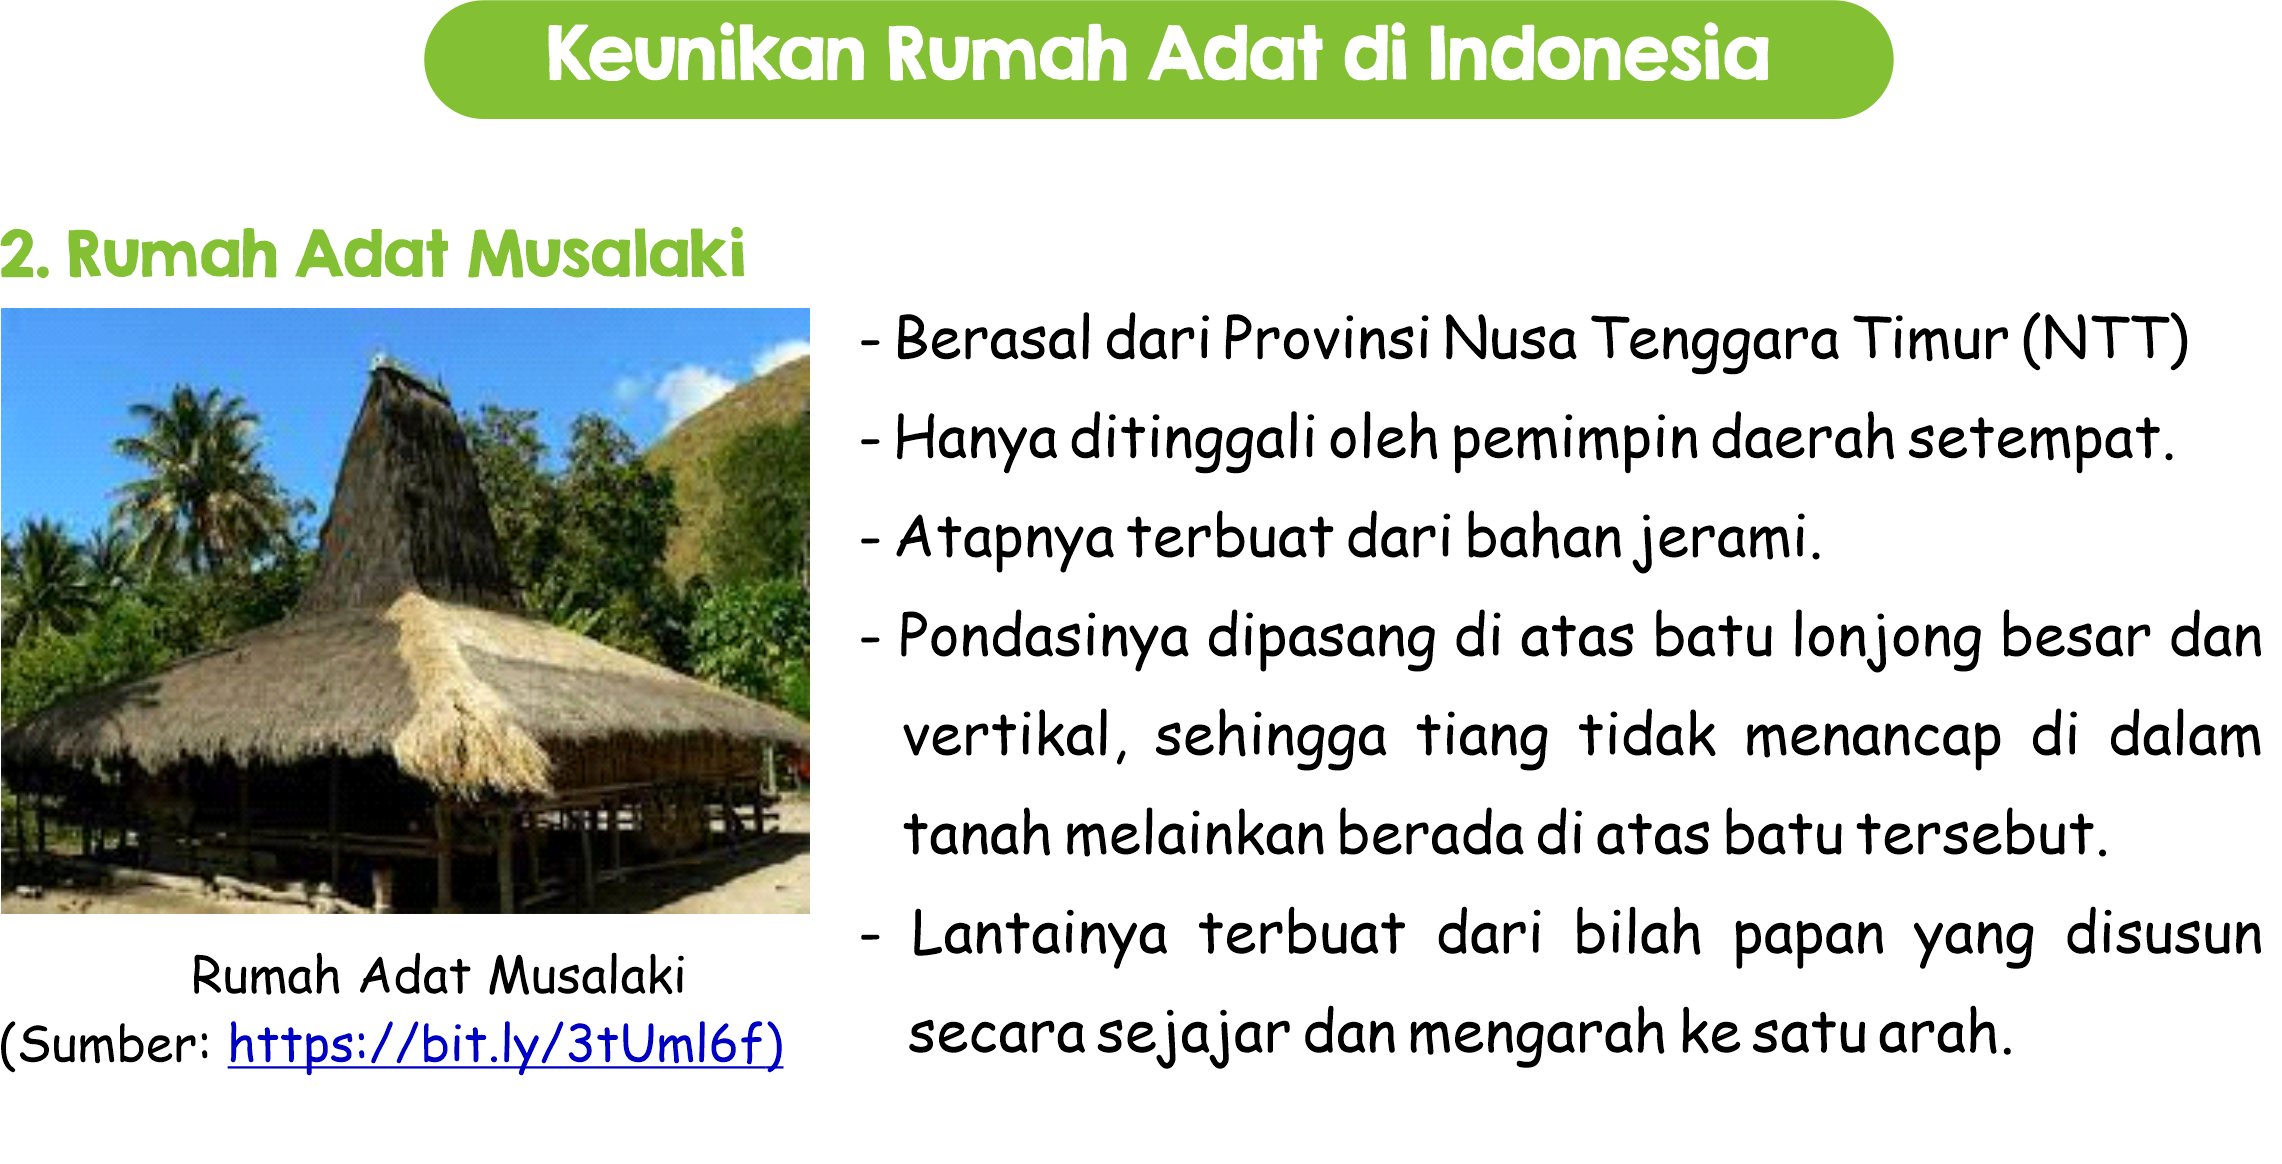 Keunikan Rumah Adat di Indonesia
2. Rumah Adat Musalaki
- Berasal dari Provinsi Nusa Tenggara Timur (NTT)
- Hanya ditinggali oleh pemimpin daerah setempat.
- Atapnya terbuat dari bahan jerami.
- Pondasinya dipasang di atas batu lonjong besar dan
vertikal, sehingga tiang tidak menancap di dalam
tanah melainkan berada di atas batu tersebut.
- Lantainya terbuat dari bilah papan yang disusun
secara sejajar dan mengarah ke satu arah.
Rumah Adat Musalaki
(Sumber: https://bit.ly/3tUml6f)